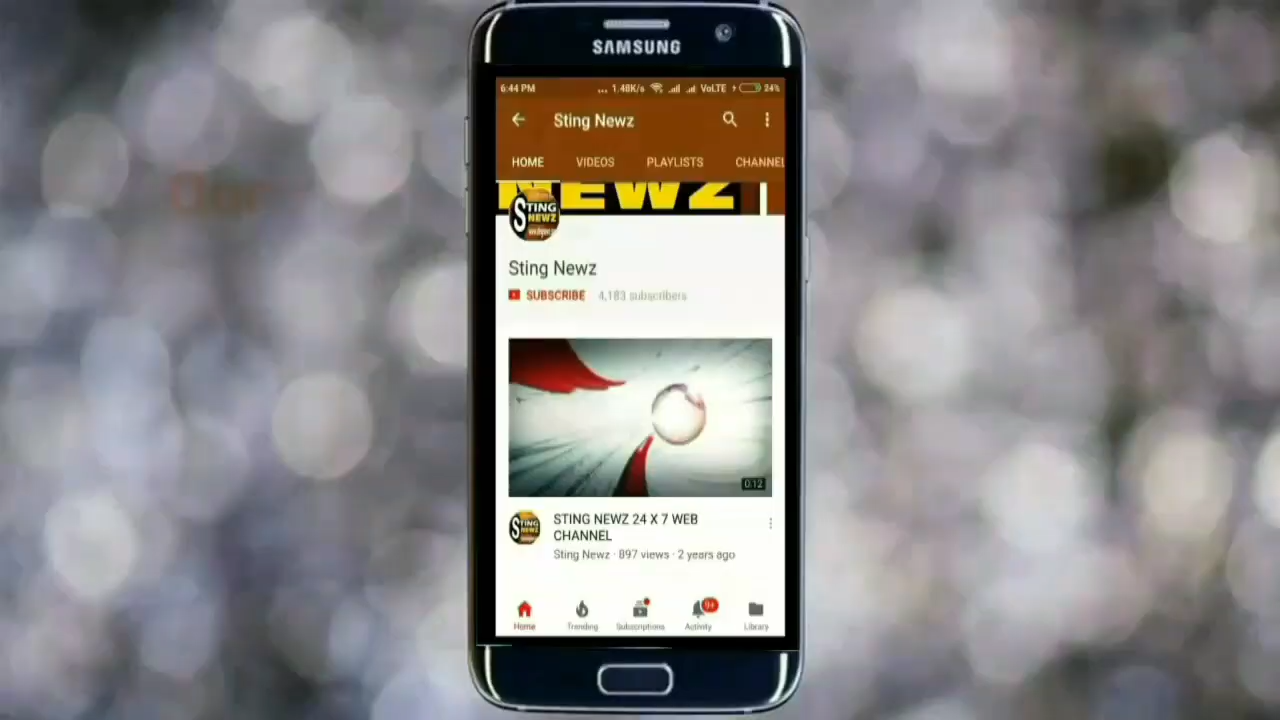 SAMSUNG
6:44 PM ... 1.48K/s VoLTE 24%
Sting Newz
HOME VIDEOS PLAYLISTS CHANNEL
NEWZ
STING
NEWZ
Sting Newz
SUBSCRIBE 4,183 subscribers
0:12
STING
NEWZ
STING NEWZ 24 X 7 WEB
CHANNEL
Sting Newz · 897 views · 2 years ago
9+
Home Trending Subscriptions Activity Library